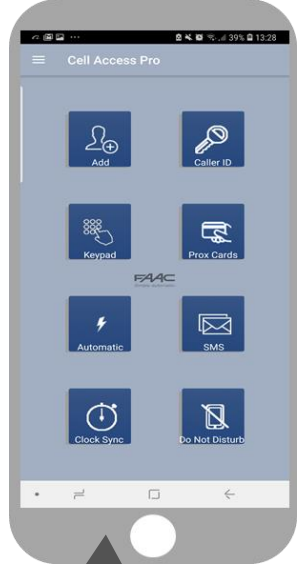 39% 13:28
Cell Access Pro
Add
Caller ID
Keypad
Prox Cards
FAAC
Automatic
SMS
Clock Sync
Do Not Disturb